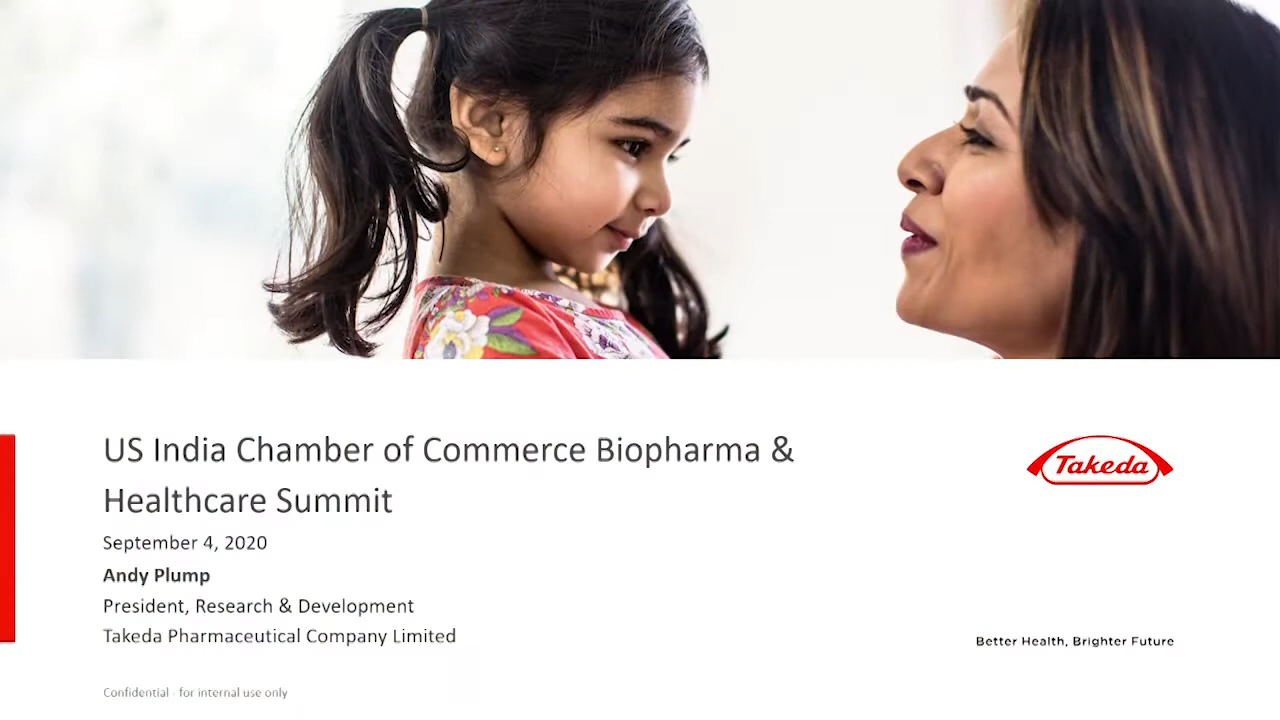 US India Chamber of Commerce Biopharma &
Healthcare Summit
September 4, 2020
Andy Plump
President, Research & Development
Takeda Pharmaceutical Company Limited
Confidential - for internal use only
Takeda
Better Health, Brighter Future